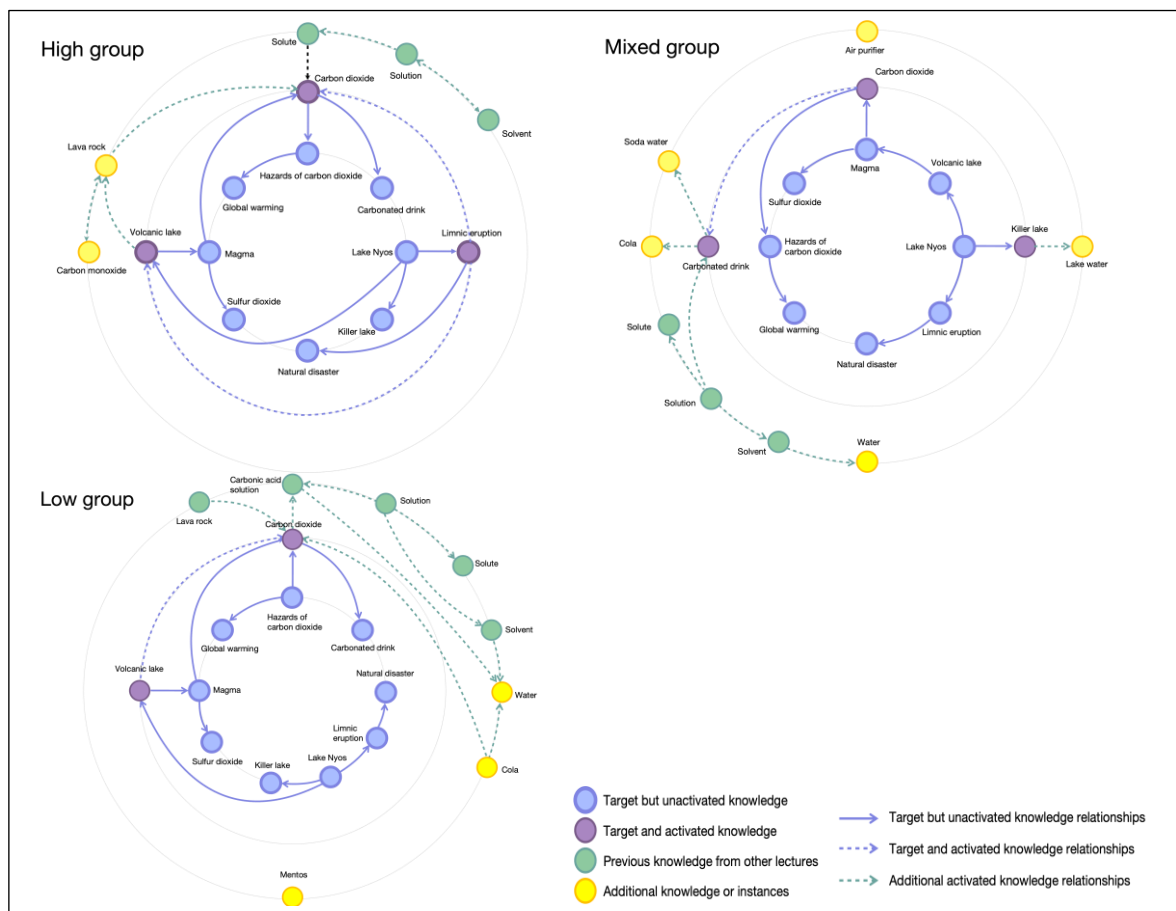 High group
Solute
Solution
Carbon dioxide
Solvent
Lava rock
Hazards of carbon dioxide
Global warming
Carbonated drink
Volcanic lake
Limnic eruption
Carbon monoxide
Magma
Lake Nyos
Sulfur dioxide
Killer lake
Natural disaster
Mixed group
Air purifier
Carbon dioxide
Soda water
Magma
Volcanic lake
Sulfur dioxide
Killer lake
Cola
Carbonated drink
Hazards of
carbon dioxide
Lake Nyos
Lake water
Solute
Global warming
Limnic eruption
Natural disaster
Solution
Solvent
Water
Low group
Carbonic acid
solution
Solution
Lava rock
Carbon dioxide
Solute
Hazards of
carbon dioxide
Solvent
Global warming
Carbonated drink
Volcanic lake
Natural disaster
Magma
Water
Limnic
eruption
Sulfur dioxide
Lake Nyos
Killer lake
Cola
Mentos
Target but unactivated knowledge
Target and activated knowledge
Previous knowledge from other lectures
Additional knowledge or instances
Target but unactivated knowledge relationships
Target and activated knowledge relationships
Additional activated knowledge relationships